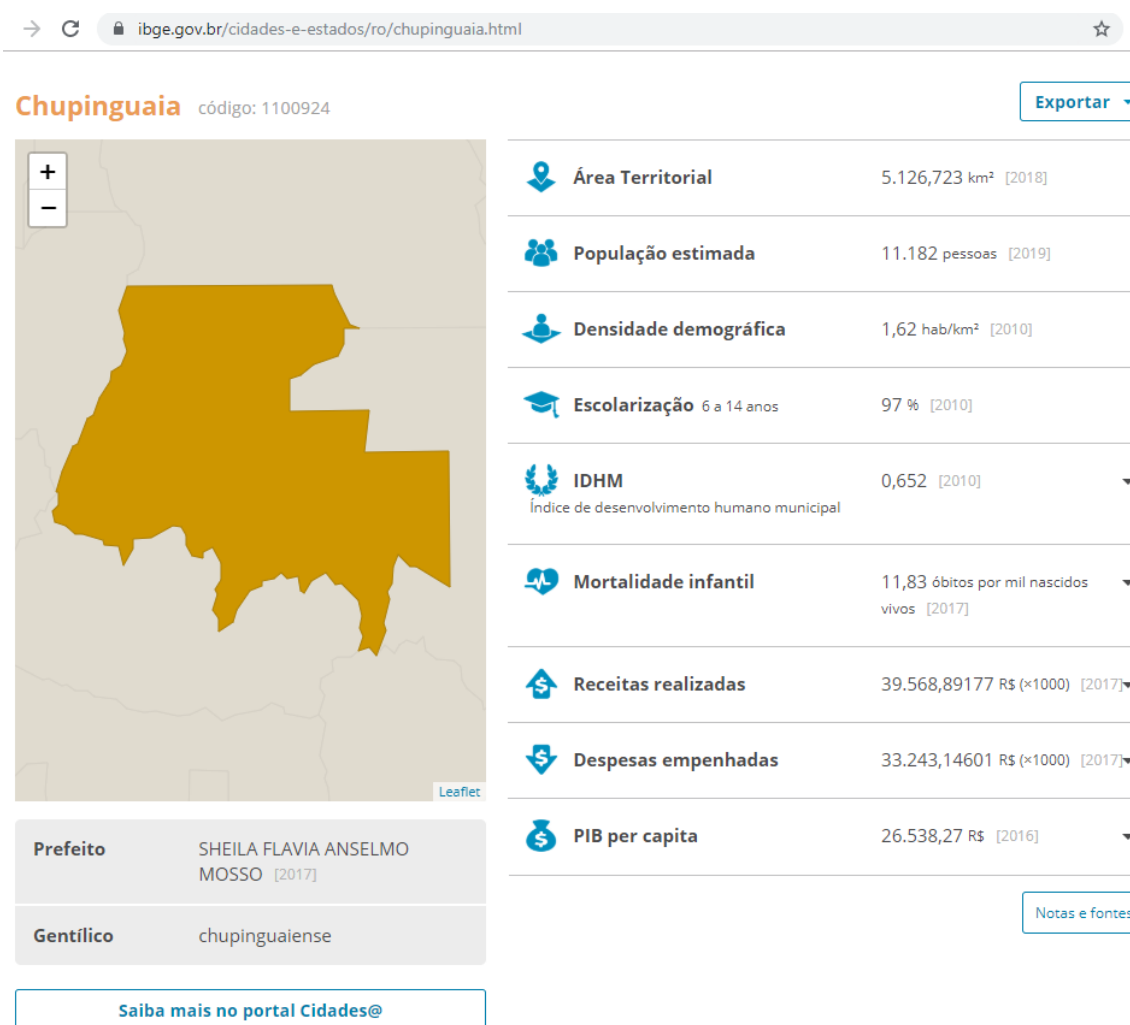 ibge.gov.br/cidades-e-estados/ro/chupinguaia.html
Chupinguaia código: 1100924
Exportar
+
−
Leaflet
Área Territorial 5.126,723 km² [2018]
População estimada 11.182 pessoas [2019]
Densidade demográfica 1,62 hab/km² [2010]
Escolarização 6 a 14 anos 97 % [2010]
IDHM 0,652 [2010]
Índice de desenvolvimento humano municipal
Mortalidade infantil 11,83 óbitos por mil nascidos
vivos [2017]
Receitas realizadas 39.568,89177 R$ (×1000) [2017]
Despesas empenhadas 33.243,14601 R$ (×1000) [2017]
PIB per capita 26.538,27 R$ [2016]
Notas e fontes
Prefeito SHEILA FLAVIA ANSELMO
MOSSO [2017]
Gentílico chupinguaiense
Saiba mais no portal Cidades@